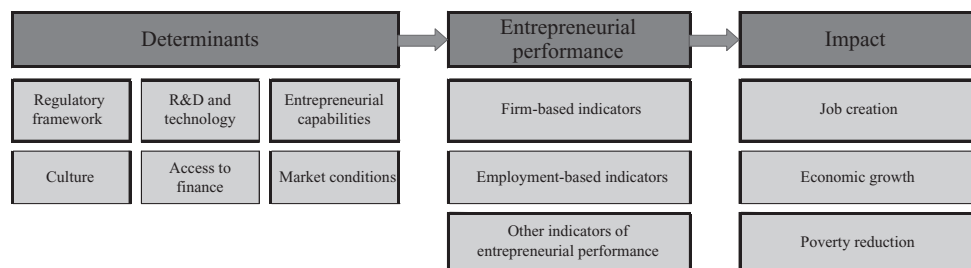 Determinants
Entrepreneurial
performance
Impact
Regulatory
framework
R&D and
technology
Entrepreneurial
capabilities
Culture
Access to
finance
Market conditions
Firm-based indicators
Employment-based indicators
Other indicators of
entrepreneurial performance
Job creation
Economic growth
Poverty reduction